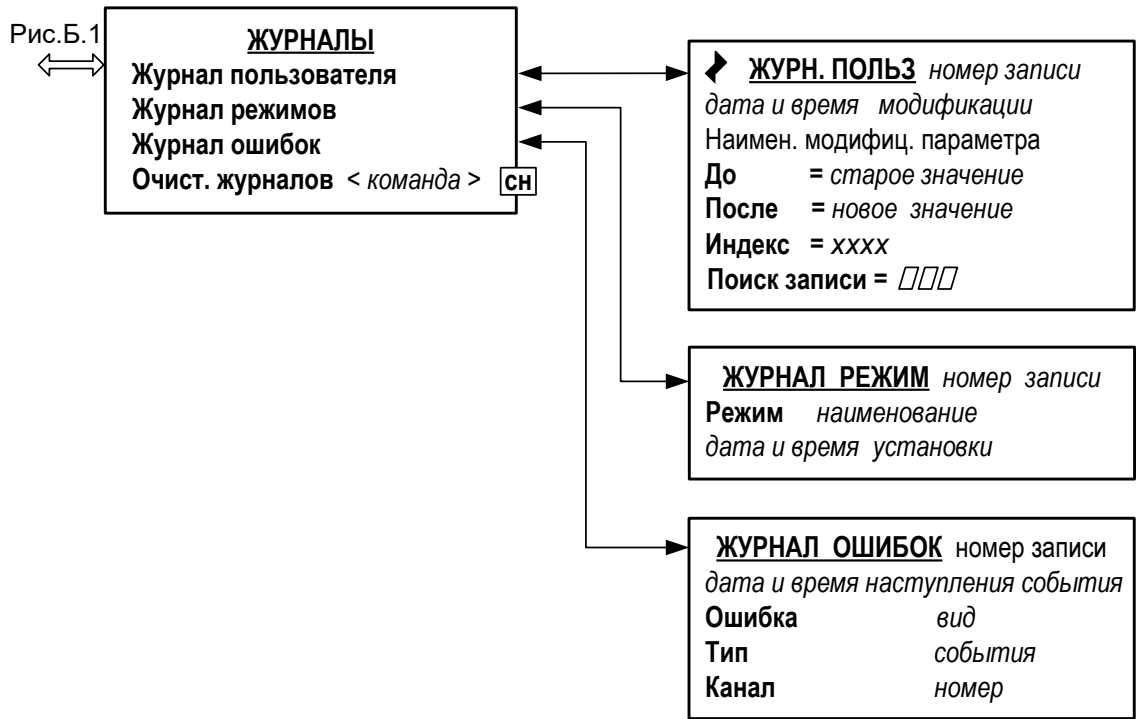 Рис.Б.1
ЖУРНАЛЫ
Журнал пользователя
Журнал режимов
Журнал ошибок
Очист. журналов < команда > СН
ЖУРН. ПОЛЬЗ номер записи
дата и время модификации
Наимен. модифиц. параметра
До = старое значение
После = новое значение
Индекс = хххх
Поиск записи =
ЖУРНАЛ РЕЖИМ номер записи
Режим наименование
дата и время установки
ЖУРНАЛ ОШИБОК номер записи
дата и время наступления события
Ошибка вид
Тип события
Канал номер